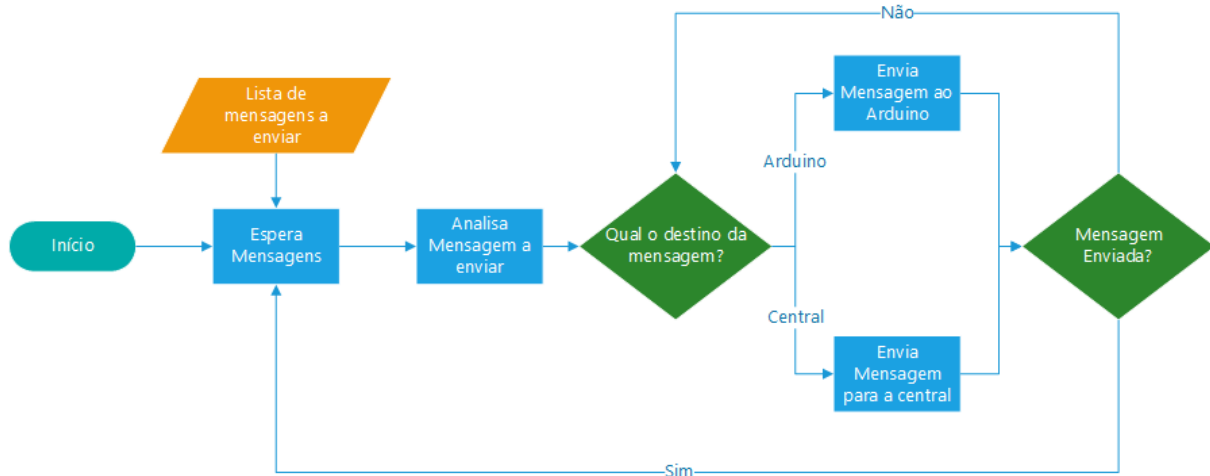 Não
Lista de
mensagens a
enviar
Envia
Mensagem ao
Arduino
Arduino
Início
Espera
Mensagens
Analisa
Mensagem a
enviar
Qual o destino da
mensagem?
Mensagem
Enviada?
Central
Envia
Mensagem
para a central
Sim